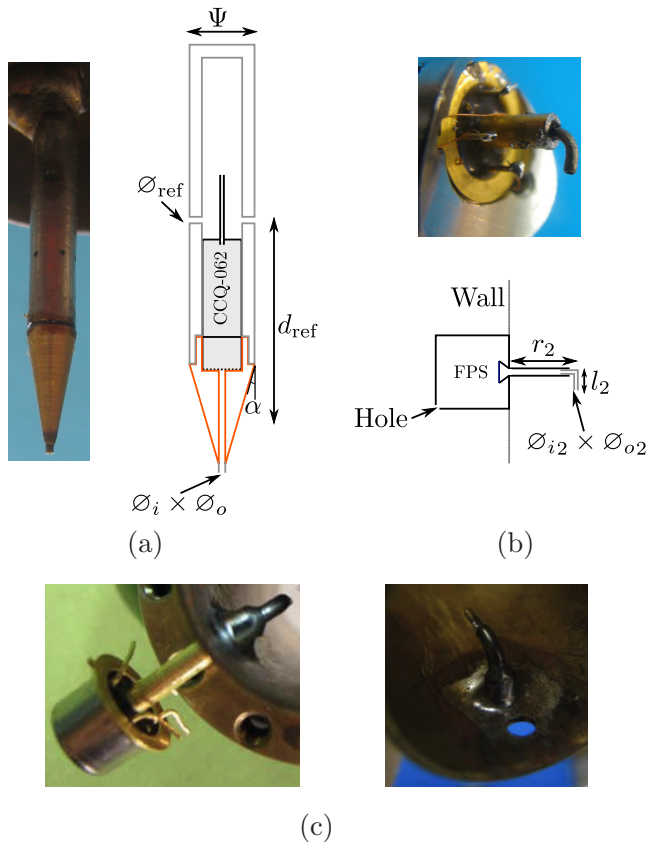 Ψ
∅ref
CCQ-062
dref
α
∅i × ∅o
(a)
Wall
r2
FPS
l2
Hole
∅i2 × ∅o2
(b)
(c)